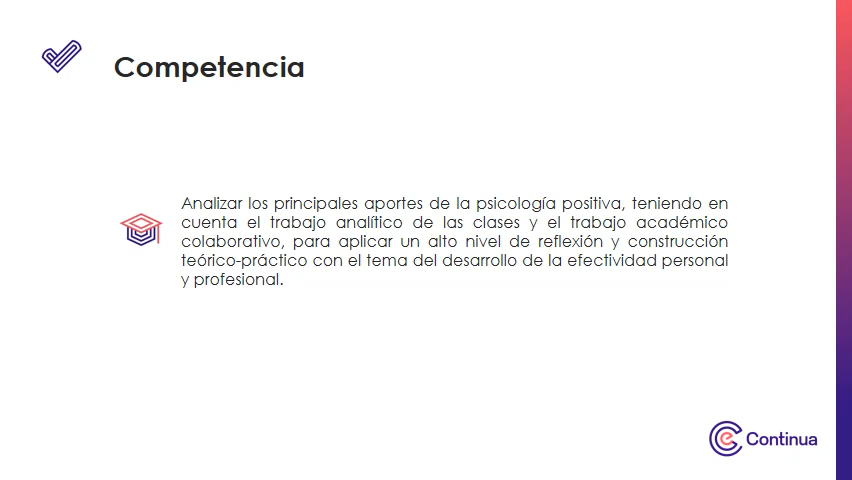 Competencia
Analizar los principales aportes de la psicología positiva, teniendo en
cuenta el trabajo analítico de las clases y el trabajo académico
colaborativo, para aplicar un alto nivel de reflexión y construcción
teórico-práctico con el tema del desarrollo de la efectividad personal
y profesional.
e Continua